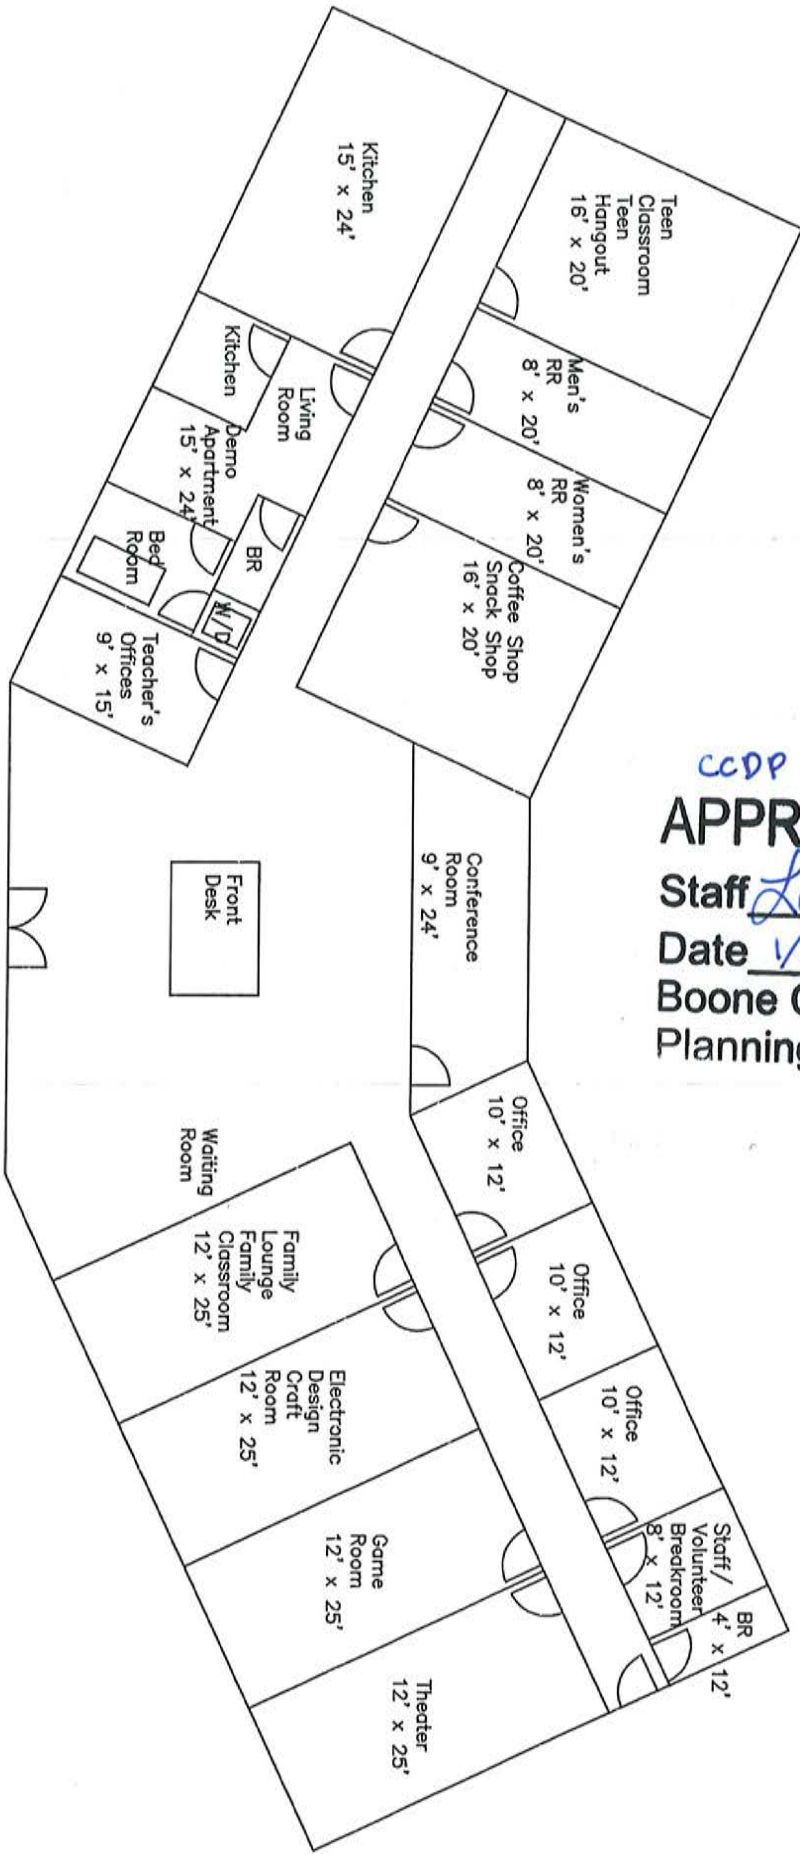 Kitchen
15' x 24'
Teen
Classroom
Teen
Hangout
16' x 20'
Men's
RR
8' x 20'
Women's
RR
8' x 20'
Coffee Shop
Snack Shop
16' x 20'
Kitchen
Living
Room
Demo
Apartment
15' x 24'
BR
Bed
Room
W/D
Teacher's
Offices
9' x 15'
Conference
Room
9' x 24'
Front
Desk
Waiting
Room
Office
10' x 12'
Office
10' x 12'
Office
10' x 12'
Staff/
Volunteer
Breakroom
8' x 12'
BR
4' x 12'
Family
Lounge
Family
Classroom
12' x 25'
Electronic
Design
Craft
Room
12' x 25'
Game
Room
12' x 25'
Theater
12' x 25'
CCDP
APPR
Staff
Date 1/
Boone
Planning